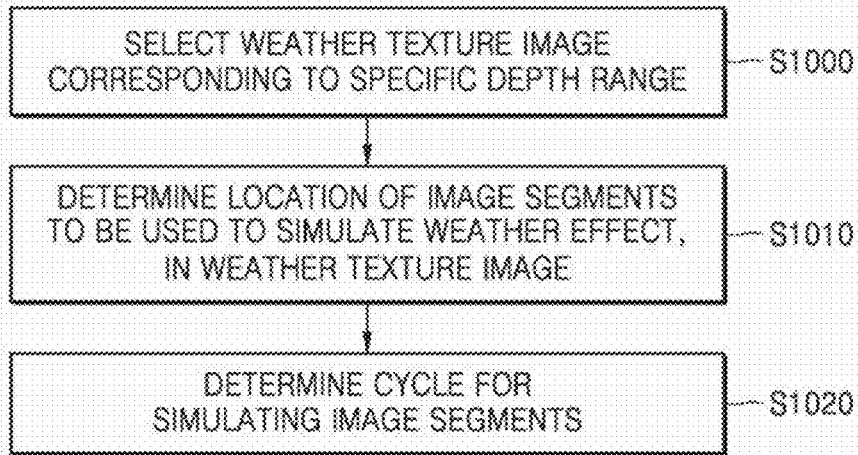 SELECT WEATHER TEXTURE IMAGE
CORRESPONDING TO SPECIFIC DEPTH RANGE
S1000
DETERMINE LOCATION OF IMAGE SEGMENTS
TO BE USED TO SIMULATE WEATHER EFFECT,
IN WEATHER TEXTURE IMAGE
S1010
DETERMINE CYCLE FOR
SIMULATING IMAGE SEGMENTS
S1020